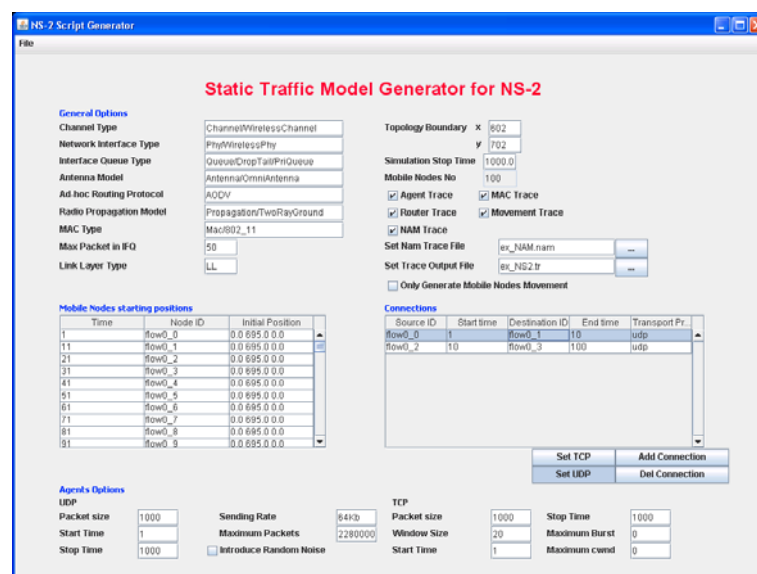 NS-2 Script Generator
File
Static Traffic Model Generator for NS-2
General Options
Channel Type Channel/WirelessChannel
Network Interface Type Phy/WirelessPhy
Interface Queue Type Queue/DropTail/PriQueue
Antenna Model Antenna/OmniAntenna
Ad-hoc Routing Protocol AODV
Radio Propagation Model Propagation/TwoRayGround
MAC Type Mac/802_11
Max Packet in IFQ 50
Link Layer Type LL
Topology Boundary x 602
y 702
Simulation Stop Time 1000.0
Mobile Nodes No 100
Agent Trace MAC Trace
Router Trace Movement Trace
NAM Trace
Set Nam Trace File ex_NAM.nam ...
Set Trace Output File ex_NS2.tr ...
Only Generate Mobile Nodes Movement
Mobile Nodes starting positions
Time Node ID Initial Position
1 flow0_0 0.0 695.0 0.0
11 flow0_1 0.0 695.0 0.0
21 flow0_2 0.0 695.0 0.0
31 flow0_3 0.0 695.0 0.0
41 flow0_4 0.0 695.0 0.0
51 flow0_5 0.0 695.0 0.0
61 flow0_6 0.0 695.0 0.0
71 flow0_7 0.0 695.0 0.0
81 flow0_8 0.0 695.0 0.0
91 flow0_9 0.0 695.0 0.0
Connections
Source ID Start time Destination ID End time Transport Pr...
flow0_0 1 flow0_1 10 udp
flow0_2 10 flow0_3 100 udp
Set TCP Add Connection
Set UDP Del Connection
Agents Options
UDP
Packet size 1000 Sending Rate 64Kb
Start Time 1 Maximum Packets 2280000
Stop Time 1000 Introduce Random Noise
TCP
Packet size 1000 Stop Time 1000
Window Size 20 Maximum Burst 0
Start Time 1 Maximum cwnd 0